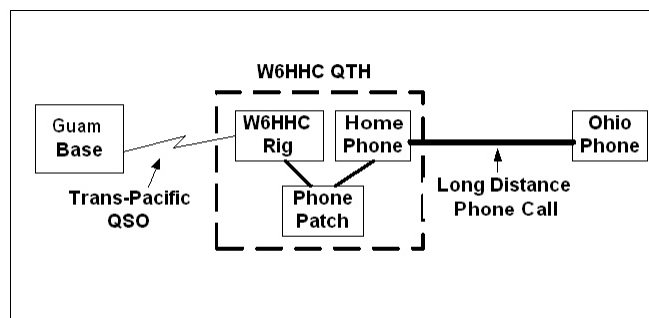 W6HHC QTH
Guam
Base
W6HHC
Rig
Home
Phone
Ohio
Phone
Trans-Pacific
QSO
Phone
Patch
Long Distance
Phone Call